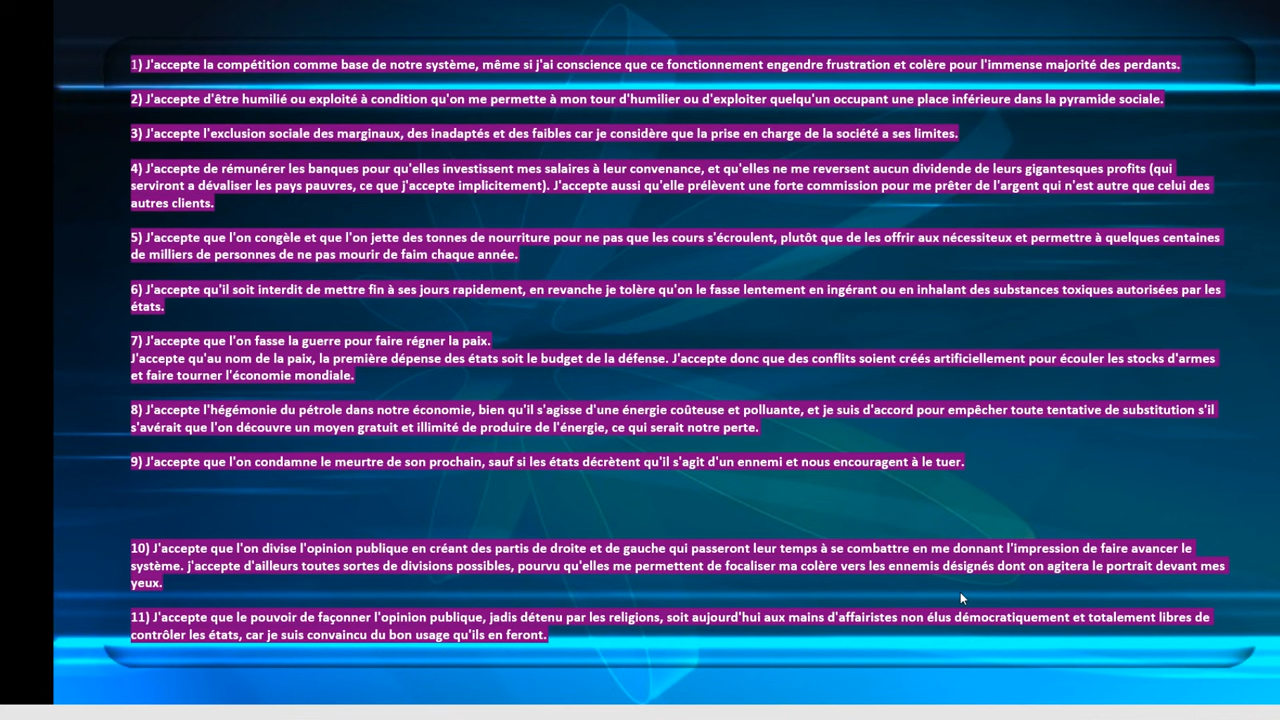 1) J'accepte la compétition comme base de notre système, même si j'ai conscience que ce fonctionnement engendre frustration et colère pour l'immense majorité des perdants.
2) J'accepte d'être humilié ou exploité à condition qu'on me permette à mon tour d'humilier ou d'exploiter quelqu'un occupant une place inférieure dans la pyramide sociale.
3) J'accepte l'exclusion sociale des marginaux, des inadaptés et des faibles car je considère que la prise en charge de la société a ses limites.
4) J'accepte de rémunérer les banques pour qu'elles investissent mes salaires à leur convenance, et qu'elles ne me reversent aucun dividende de leurs gigantesques profits (qui
serviront a dévaliser les pays pauvres, ce que j'accepte implicitement). J'accepte aussi qu'elle prélèvent une forte commission pour me prêter de l'argent qui n'est autre que celui des
autres clients.
5) J'accepte que l'on congèle et que l'on jette des tonnes de nourriture pour ne pas que les cours s'écroulent, plutôt que de les offrir aux nécessiteux et permettre à quelques centaines
de milliers de personnes de ne pas mourir de faim chaque année.
6) J'accepte qu'il soit interdit de mettre fin à ses jours rapidement, en revanche je tolère qu'on le fasse lentement en ingérant ou en inhalant des substances toxiques autorisées par les
états.
7) J'accepte que l'on fasse la guerre pour faire régner la paix.
J'accepte qu'au nom de la paix, la première dépense des états soit le budget de la défense. J'accepte donc que des conflits soient créés artificiellement pour écouler les stocks d'armes
et faire tourner l'économie mondiale.
8) J'accepte l'hégémonie du pétrole dans notre économie, bien qu'il s'agisse d'une énergie coûteuse et polluante, et je suis d'accord pour empêcher toute tentative de substitution s'il
s'avérait que l'on découvre un moyen gratuit et illimité de produire de l'énergie, ce qui serait notre perte.
9) J'accepte que l'on condamne le meurtre de son prochain, sauf si les états décrètent qu'il s'agit d'un ennemi et nous encouragent à le tuer.
10) J'accepte que l'on divise l'opinion publique en créant des partis de droite et de gauche qui passeront leur temps à se combattre en me donnant l'impression de faire avancer le
système. j'accepte d'ailleurs toutes sortes de divisions possibles, pourvu qu'elles me permettent de focaliser ma colère vers les ennemis désignés dont on agitera le portrait devant mes
yeux.
11) J'accepte que le pouvoir de façonner l'opinion publique, jadis détenu par les religions, soit aujourd'hui aux mains d'affairistes non élus démocratiquement et totalement libres de
contrôler les états, car je suis convaincu du bon usage qu'ils en feront.